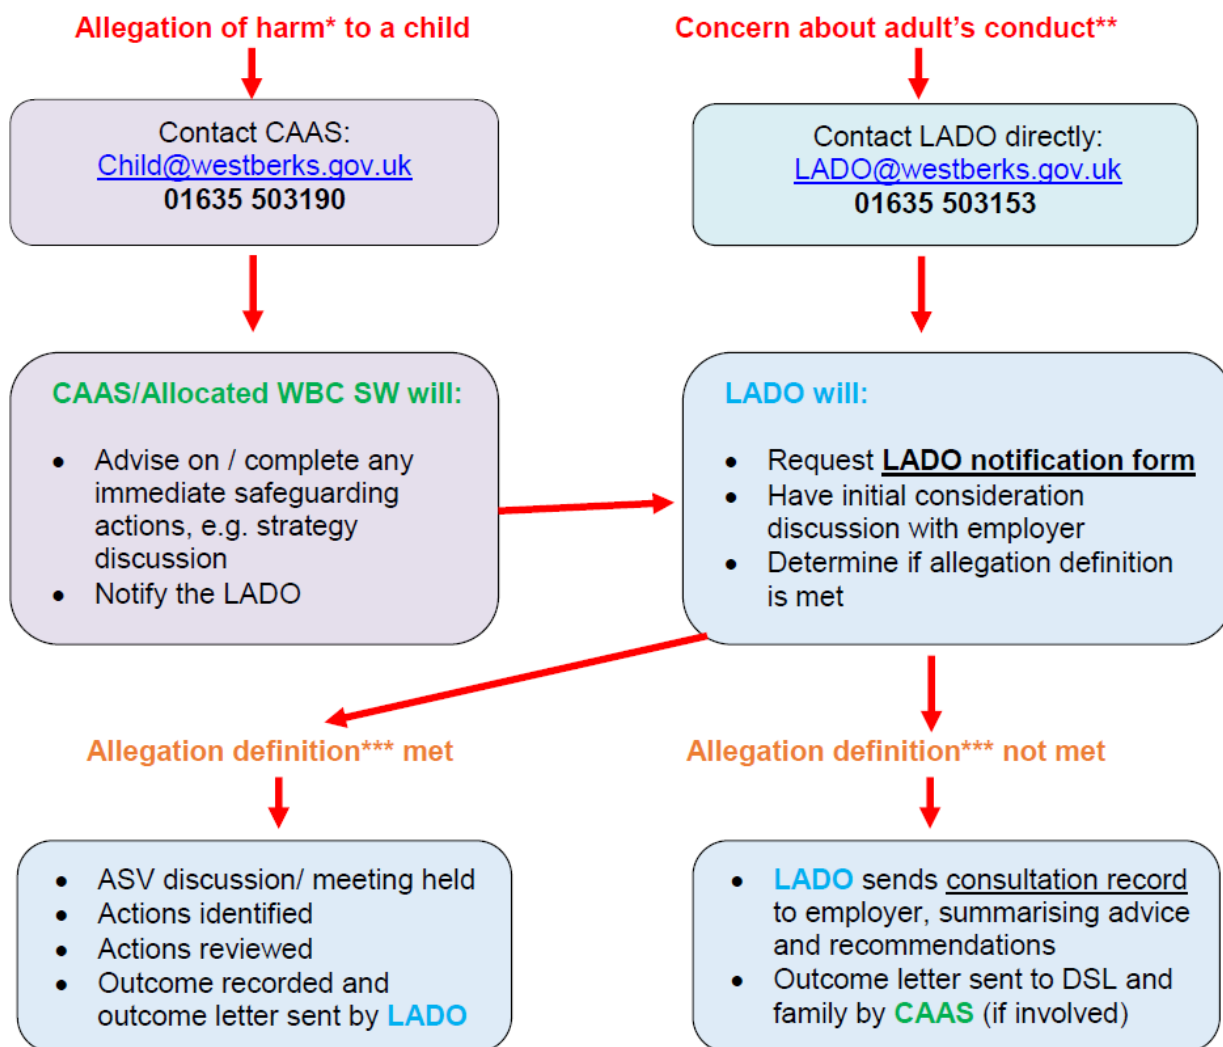 Allegation of harm* to a child
Concern about adult's conduct**
Contact CAAS:
Child@westberks.gov.uk
01635 503190
Contact LADO directly:
LADO@westberks.gov.uk
01635 503153
CAAS/Allocated WBC SW will:
• Advise on / complete any
immediate safeguarding
actions, e.g. strategy
discussion
• Notify the LADO
LADO will:
• Request LADO notification form
• Have initial consideration
discussion with employer
• Determine if allegation definition
is met
Allegation definition*** met
Allegation definition*** not met
• ASV discussion/ meeting held
• Actions identified
• Actions reviewed
• Outcome recorded and
outcome letter sent by LADO
• LADO sends consultation record
to employer, summarising advice
and recommendations
• Outcome letter sent to DSL and
family by CAAS (if involved)